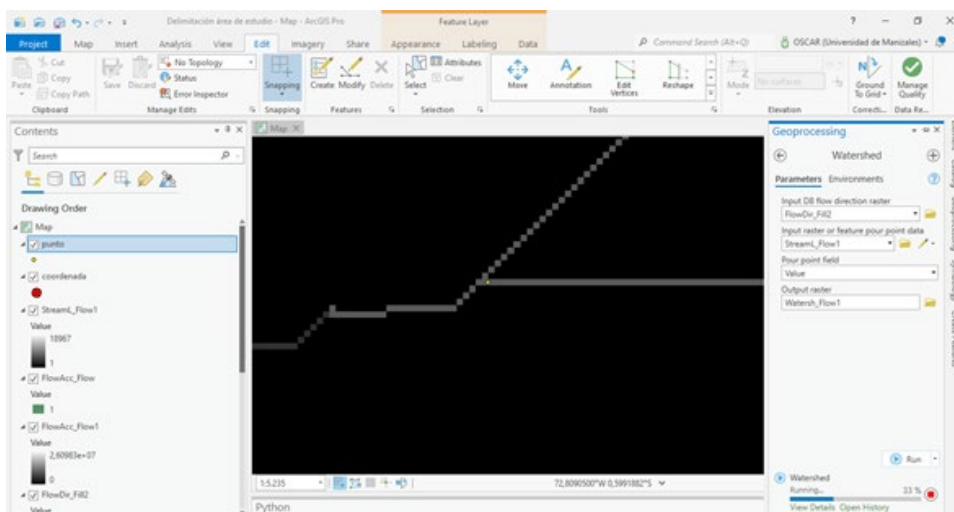 Delimitación área de estudio - Map - ArcGIS Pro
Feature Layer
? — X
Project Map Insert Analysis View Edit Imagery Share Appearance Labeling Data
Command Search (Alt+Q)
OSCAR (Universidad de Manizales)
Paste
Cut
Copy
Copy Path
Clipboard
Save Discard
No Topology
Status
Error Inspector
Manage Edits
Snapping
Snapping
Create Modify Delete
Features
Select
Attributes
Clear
Selection
Move
Annotation
Edit Vertices
Reshape
Tools
Mode
No surfaces
Elevation
Ground To Grid
Correcti...
Manage Quality
Data Re...
Contents
Search
Drawing Order
Map
punto
coordenada
StreamL_Flow1
Value
18967
1
FlowAcc_Flow
Value
1
FlowAcc_Flow1
Value
2,60983e+07
0
FlowDir_Fill2
Value
Map
1:5.235
72,8090500°W 0,5991882°S
Python
Geoprocessing
Watershed
Parameters Environments
Input D8 flow direction raster
FlowDir_Fill2
Input raster or feature pour point data
StreamL_Flow1
Pour point field
Value
Output raster
Watersh_Flow1
Run
Watershed
Running... 33 %
View Details Open History